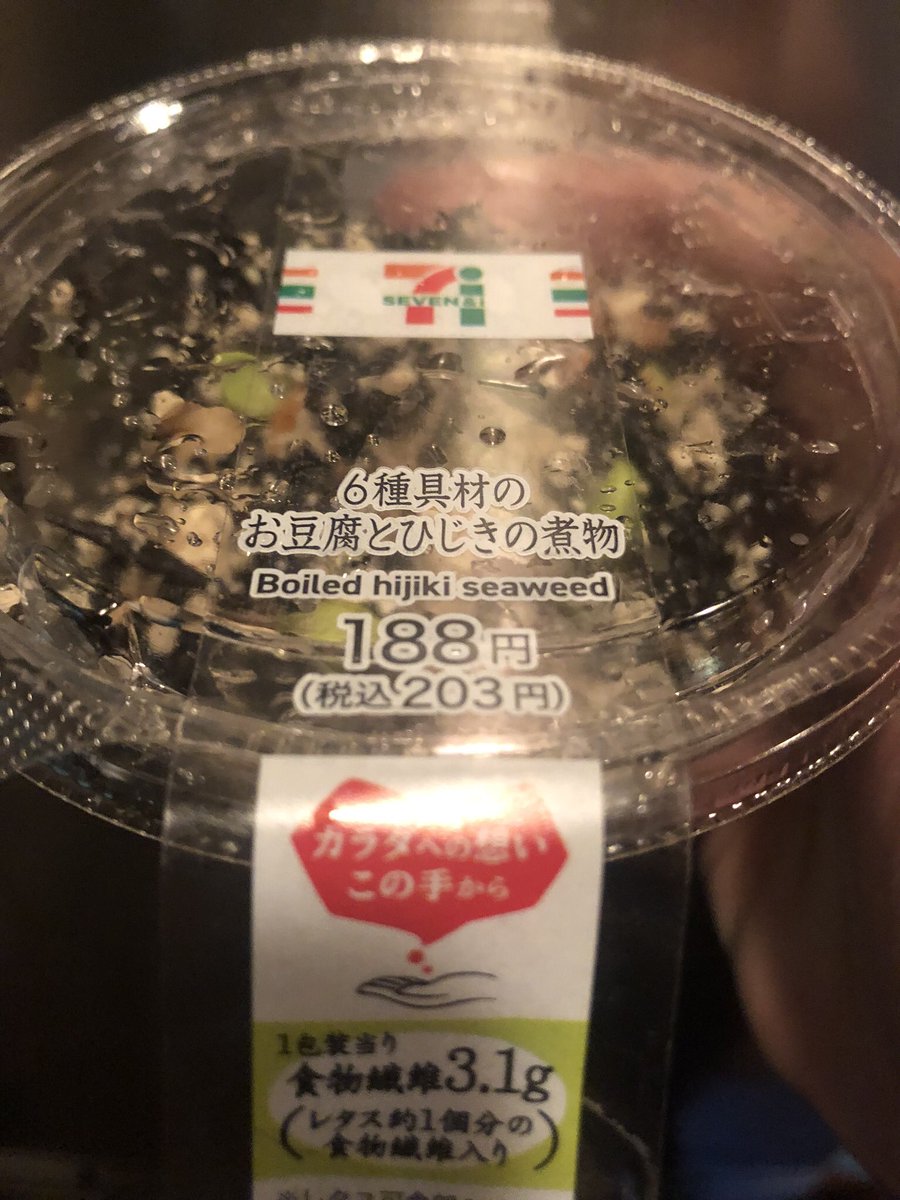 SEVEN&i
6種具材の
お豆腐とひじきの煮物
Boiled hijiki seaweed
188円
(税込203円)
カラダへの想い
この手から
1包装当り
食物繊維3.1g
(レタス約1個分の
食物繊維入り)